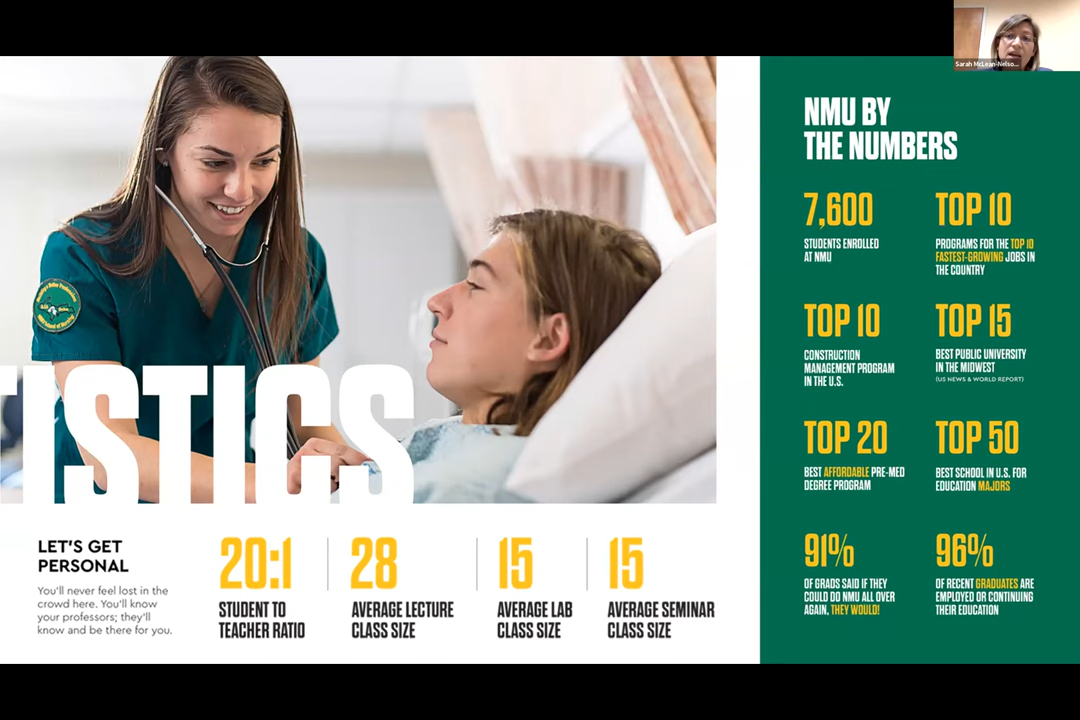 Sarah McLean-Nelso...
NMU BY
THE NUMBERS
7,600
STUDENTS ENROLLED
AT NMU
TOP 10
PROGRAMS FOR THE TOP 10
FASTEST-GROWING JOBS IN
THE COUNTRY
TOP 10
CONSTRUCTION
MANAGEMENT PROGRAM
IN THE U.S.
TOP 15
BEST PUBLIC UNIVERSITY
IN THE MIDWEST
(US NEWS & WORLD REPORT)
TOP 20
BEST AFFORDABLE PRE-MED
DEGREE PROGRAM
TOP 50
BEST SCHOOL IN U.S. FOR
EDUCATION MAJORS
91%
OF GRADS SAID IF THEY
COULD DO NMU ALL OVER
AGAIN, THEY WOULD!
96%
OF RECENT GRADUATES ARE
EMPLOYED OR CONTINUING
THEIR EDUCATION
TISTICS
LET'S GET
PERSONAL
You'll never feel lost in the
crowd here. You'll know
your professors; they'll
know and be there for you.
20:1
STUDENT TO
TEACHER RATIO
28
AVERAGE LECTURE
CLASS SIZE
15
AVERAGE LAB
CLASS SIZE
15
AVERAGE SEMINAR
CLASS SIZE